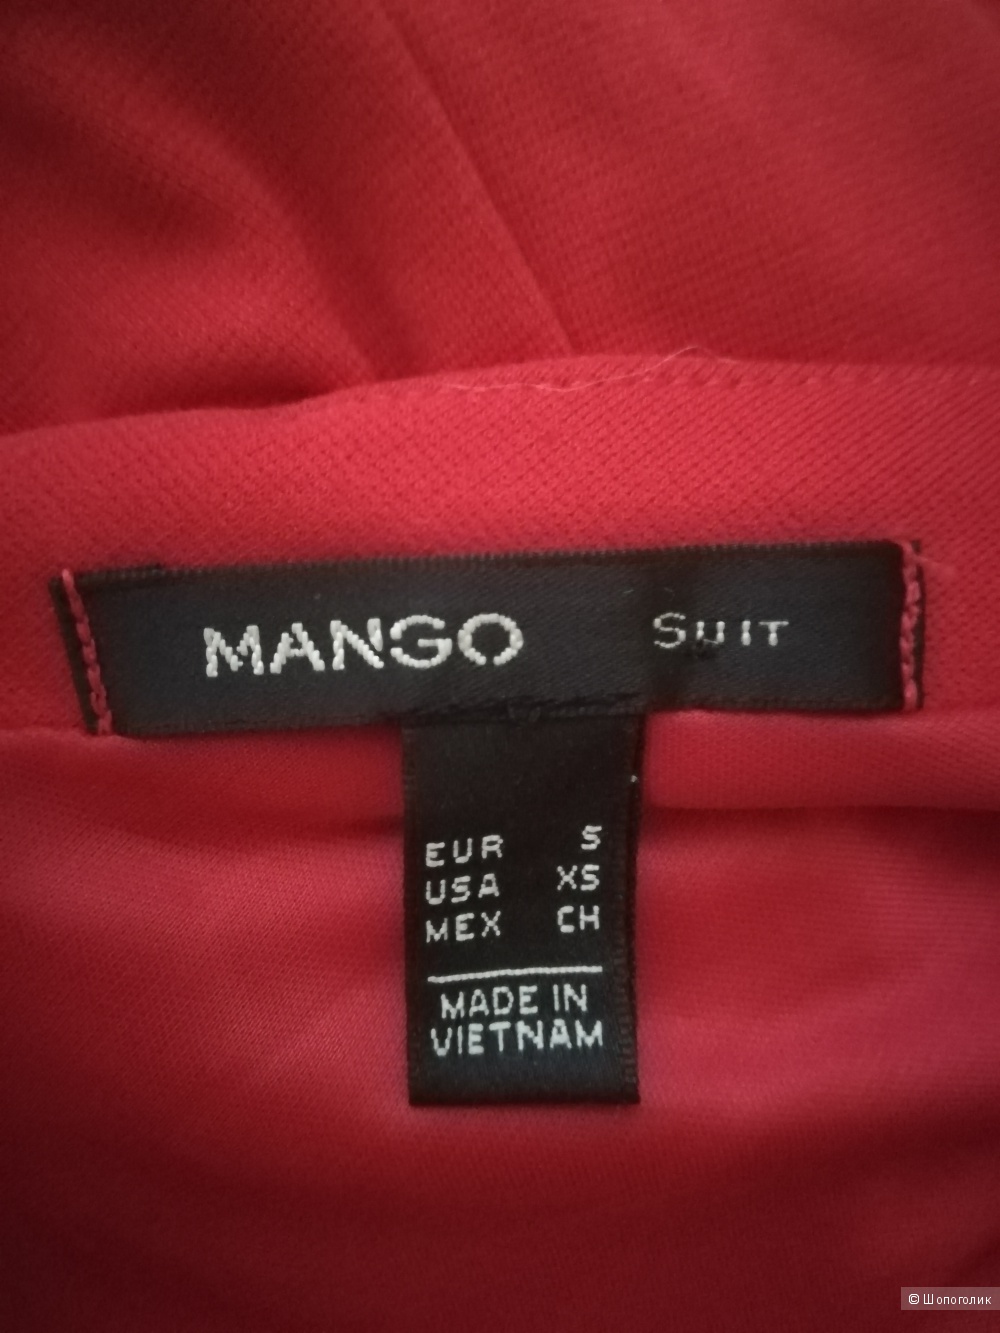 MANGO SUIT
EUR S
USA XS
MEX CH
MADE IN
VIETNAM
© Шопоголик